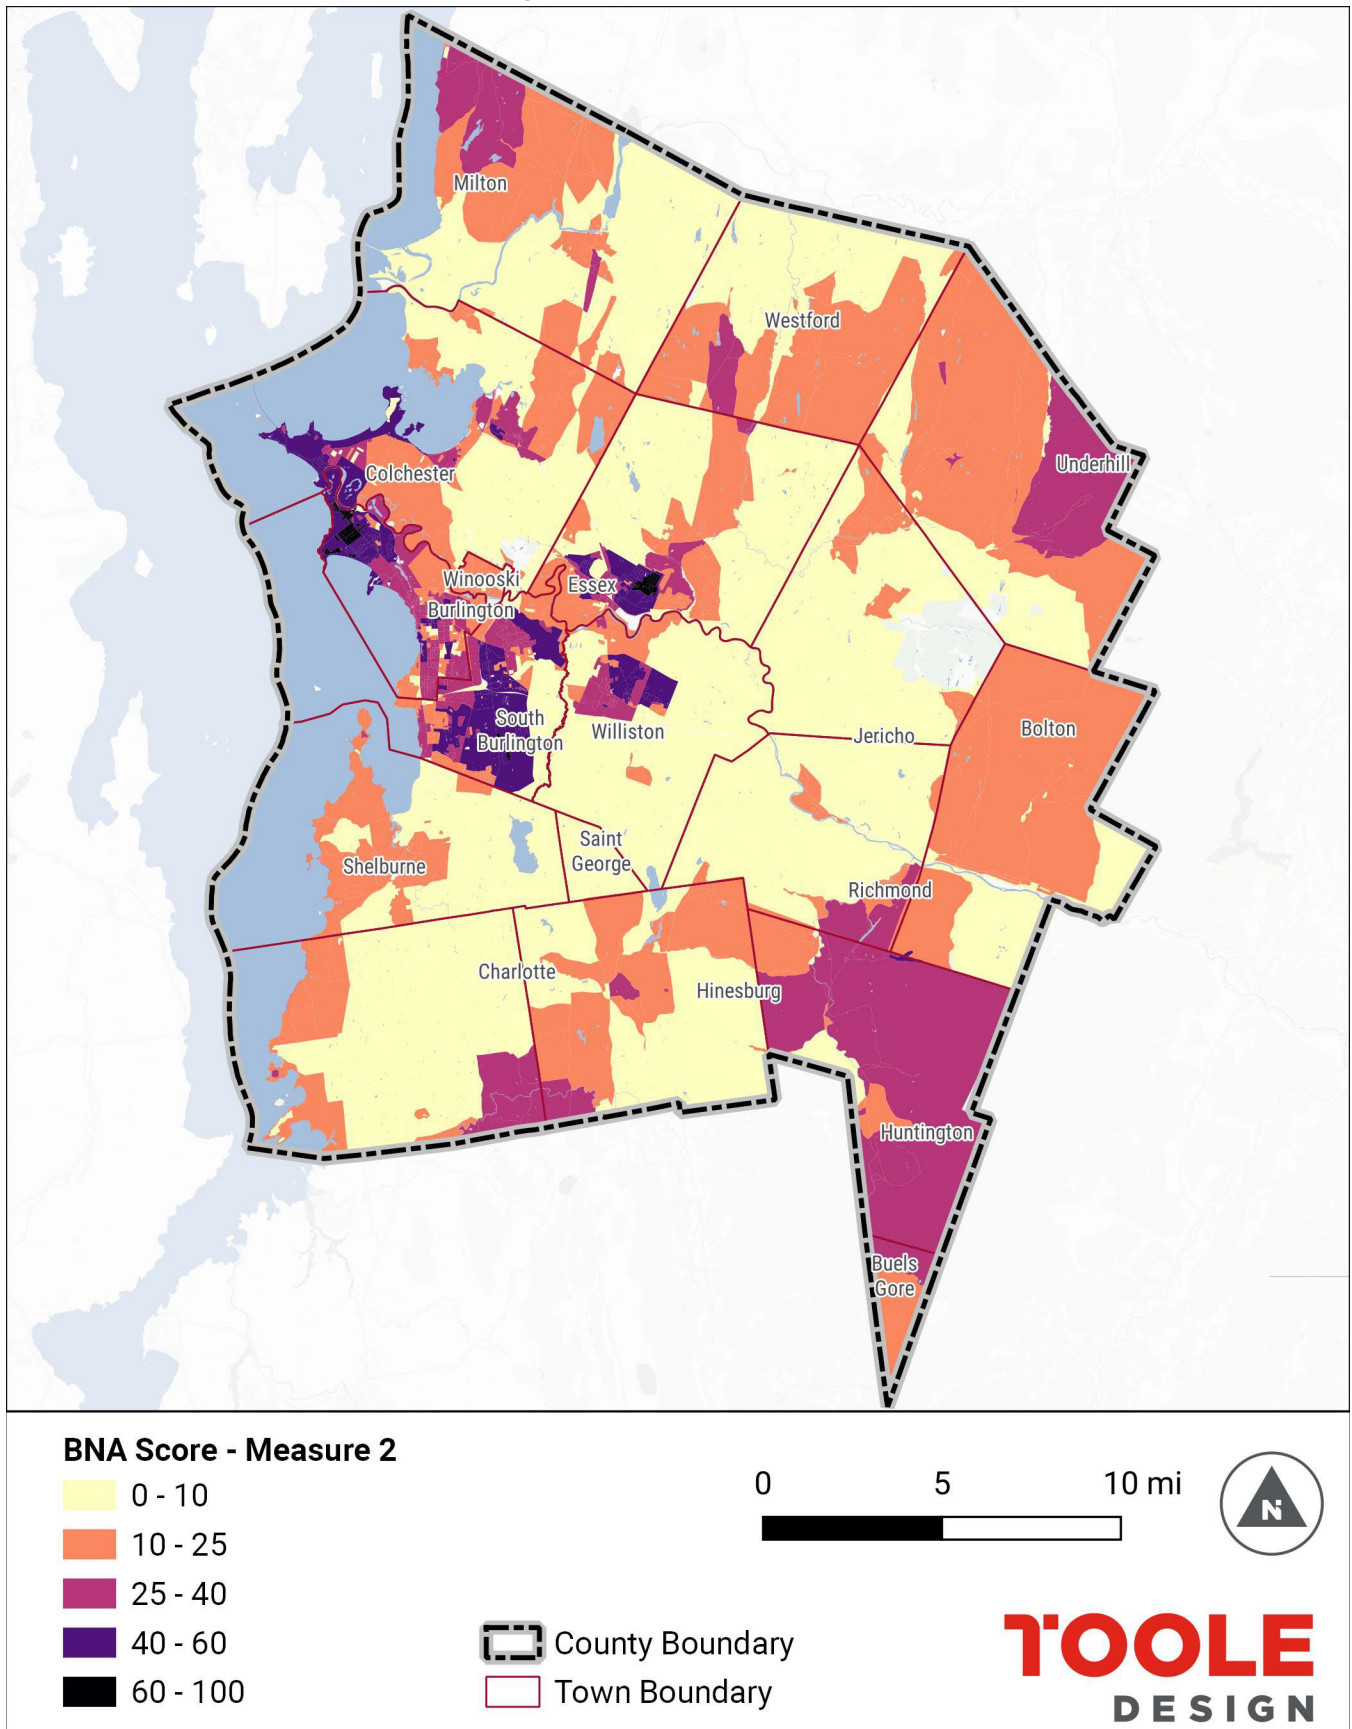 Milton
Westford
Underhill
Colchester
Winooski
Essex
Burlington
South
Burlington
Williston
Jericho
Bolton
Saint
George
Shelburne
Richmond
Charlotte
Hinesburg
Huntington
Buels
Gore
BNA Score - Measure 2
0 - 10
10 - 25
25 - 40
40 - 60
60 - 100
County Boundary
Town Boundary
0 5 10 mi
N
TOOLE
DESIGN